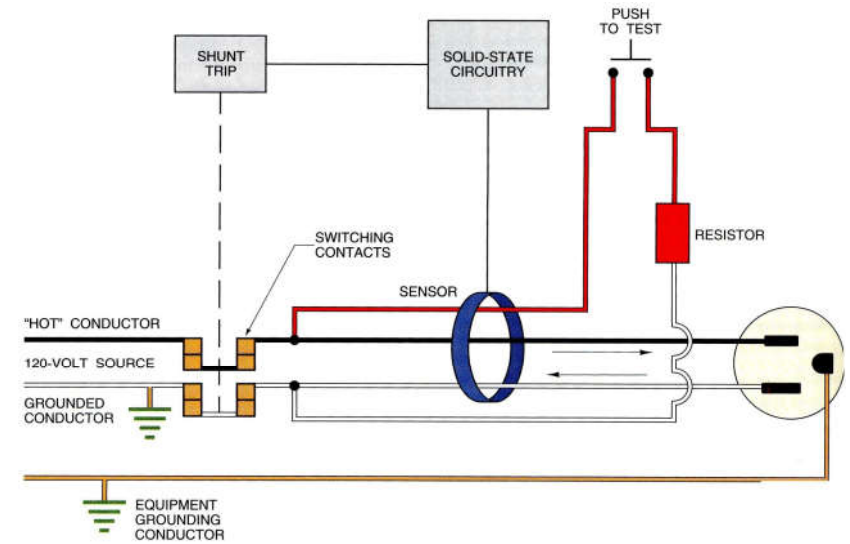 PUSH
TO TEST
SHUNT
TRIP
SOLID-STATE
CIRCUITRY
SWITCHING
CONTACTS
RESISTOR
SENSOR
"HOT" CONDUCTOR
120-VOLT SOURCE
GROUNDED
CONDUCTOR
EQUIPMENT
GROUNDING
CONDUCTOR